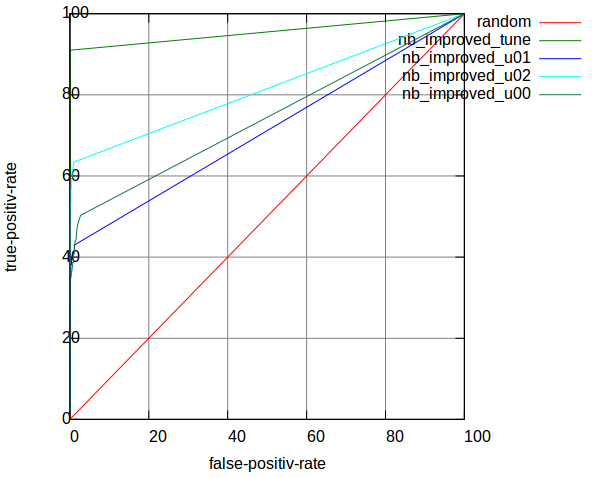 100
80
60
40
20
0
0 20 40 60 80 100
true-positiv-rate
false-positiv-rate
random
nb_improved_tune
nb_improved_u01
nb_improved_u02
nb_improved_u00